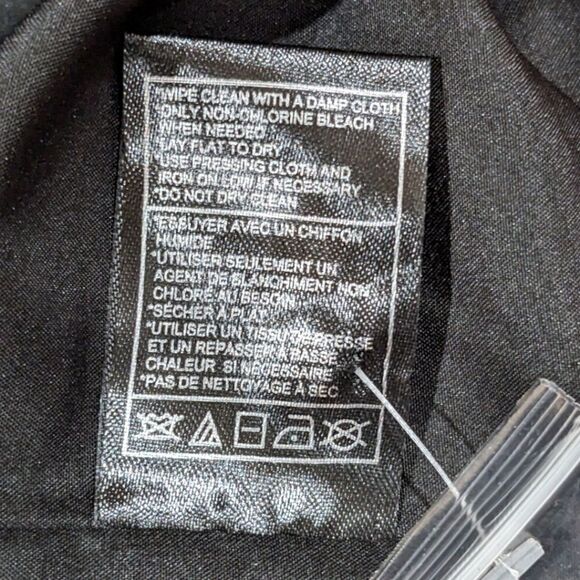 *WIPE CLEAN WITH A DAMP CLOTH
ONLY NON-CHLORINE BLEACH
WHEN NEEDED
LAY FLAT TO DRY
*USE PRESSING CLOTH AND
IRON ON LOW IF NECESSARY
*DO NOT DRY CLEAN
*ESSUYER AVEC UN CHIFFON
HUMIDE
*UTILISER SEULEMENT UN
AGENT DE BLANCHIMENT NON
CHLORÉ AU BESOIN
*SÉCHER À PLAT
*UTILISER UN TISSU DE PRESSE
ET UN REPASSER À BASSE
CHALEUR SI NÉCESSAIRE
*PAS DE NETTOYAGE À SEC